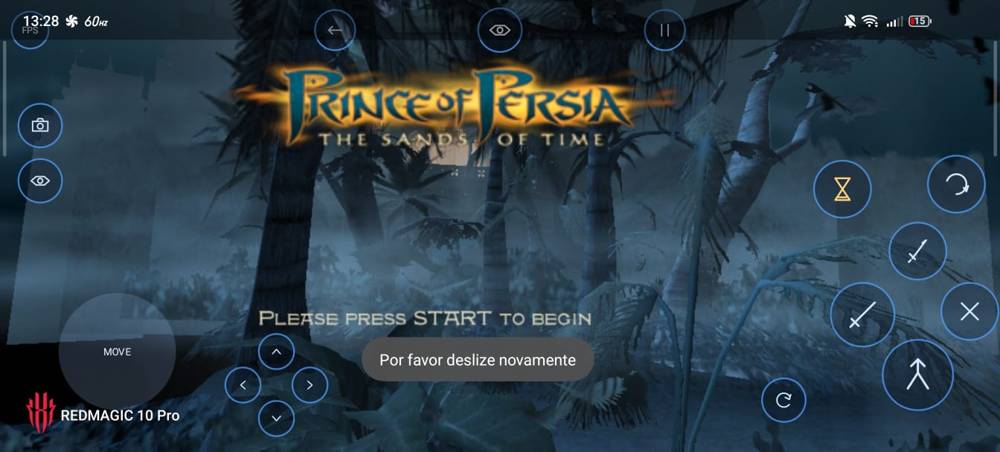 13:28 60HZ 15
FPS
PRINCE OF PERSIA
THE SANDS OF TIME
PLEASE PRESS START TO BEGIN
MOVE
Por favor deslize novamente
REDMAGIC 10 Pro